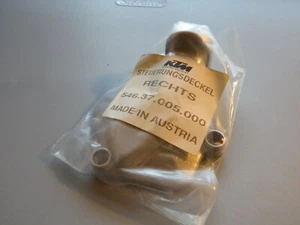 KTM
STEUERUNGSDECKEL
RECHTS
546.37.005.000
MADE IN AUSTRIA